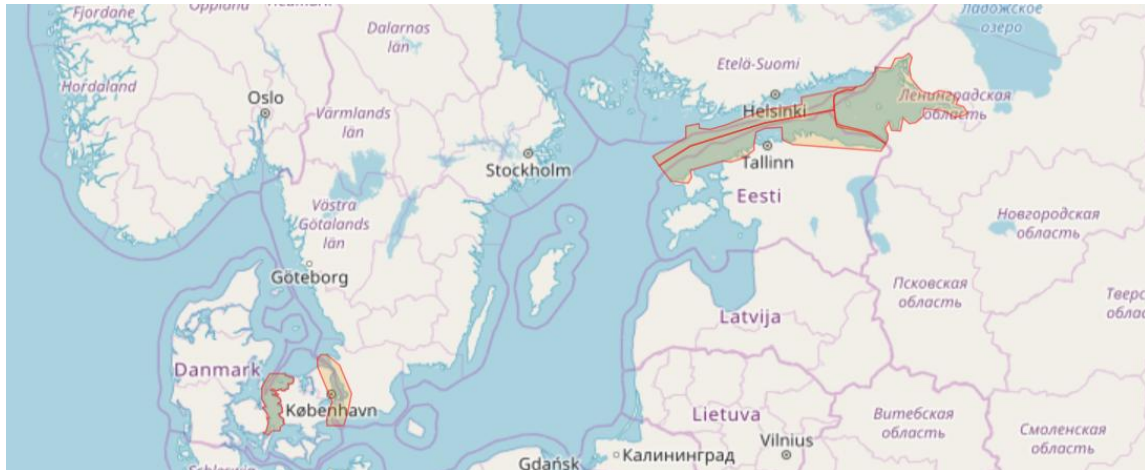 Fjordane
Oppland
Ладожское
озеро
Dalarnas
län
Hordaland
Etelä-Suomi
Oslo
Värmlands
län
Helsinki
Ленинградская
область
Stockholm
Tallinn
Västra
Götalands
län
Eesti
Новгородская
область
Göteborg
Псковская
область
Тверс
Latvija
Danmark
København
Lietuva
Витебская
область
Смоленская
область
Vilnius
Gdańsk
Калининград